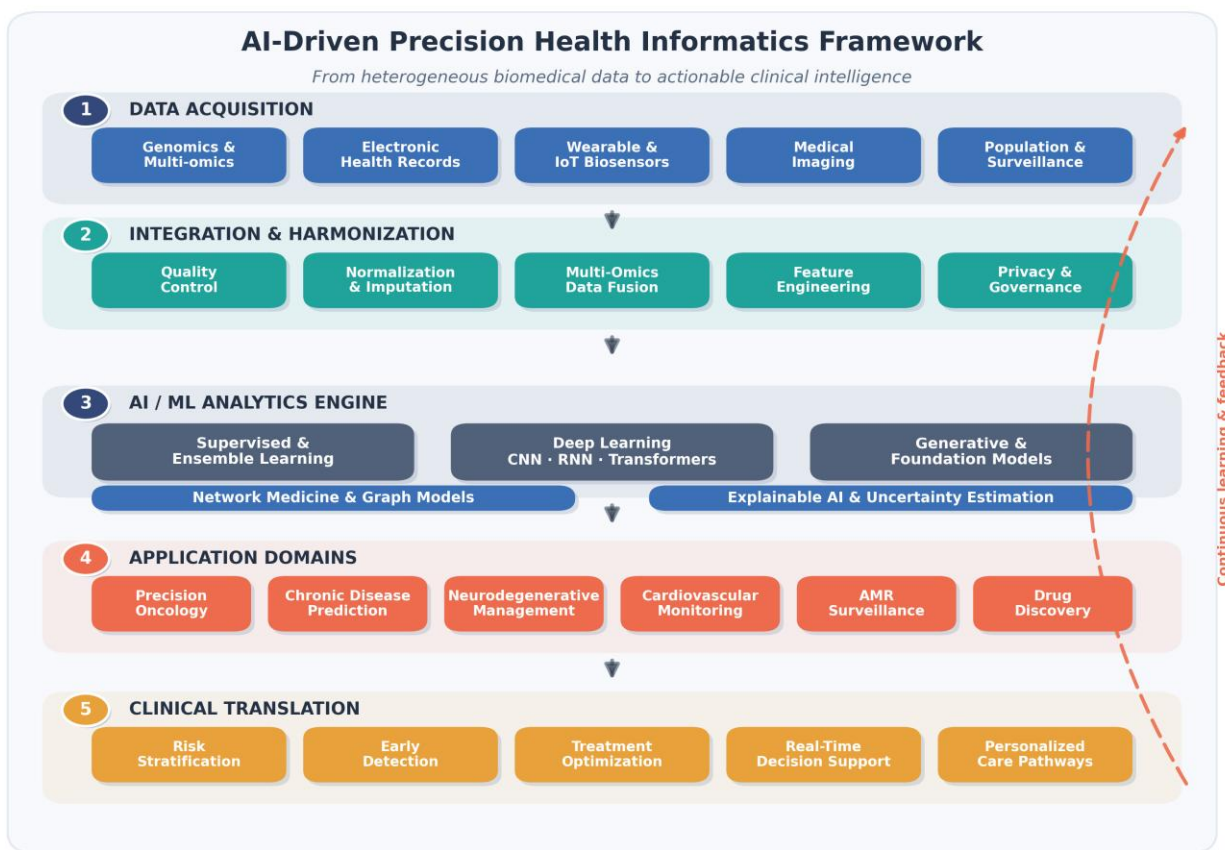 AI-Driven Precision Health Informatics Framework
From heterogeneous biomedical data to actionable clinical intelligence
1 DATA ACQUISITION
Genomics &
Multi-omics
Electronic
Health Records
Wearable &
IoT Biosensors
Medical
Imaging
Population &
Surveillance
2 INTEGRATION & HARMONIZATION
Quality
Control
Normalization
& Imputation
Multi-Omics
Data Fusion
Feature
Engineering
Privacy &
Governance
3 AI / ML ANALYTICS ENGINE
Supervised &
Ensemble Learning
Deep Learning
CNN · RNN · Transformers
Generative &
Foundation Models
Network Medicine & Graph Models
Explainable AI & Uncertainty Estimation
4 APPLICATION DOMAINS
Precision
Oncology
Chronic Disease
Prediction
Neurodegenerative
Management
Cardiovascular
Monitoring
AMR
Surveillance
Drug
Discovery
5 CLINICAL TRANSLATION
Risk
Stratification
Early
Detection
Treatment
Optimization
Real-Time
Decision Support
Personalized
Care Pathways
Continuous learning & feedback